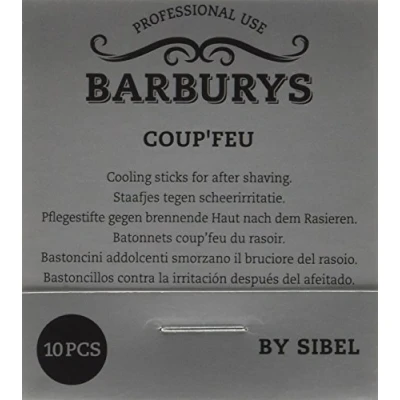 PROFESSIONAL USE
BARBURYS
COUP'FEU
Cooling sticks for after shaving.
Staafjes tegen scheerirritatie.
Pflegestifte gegen brennende Haut nach dem Rasieren.
Batonnets coup'feu du rasoir.
Bastoncini addolcenti smorzano il bruciore del rasoio.
Bastoncillos contra la irritación después del afeitado.
10 PCS
BY SIBEL